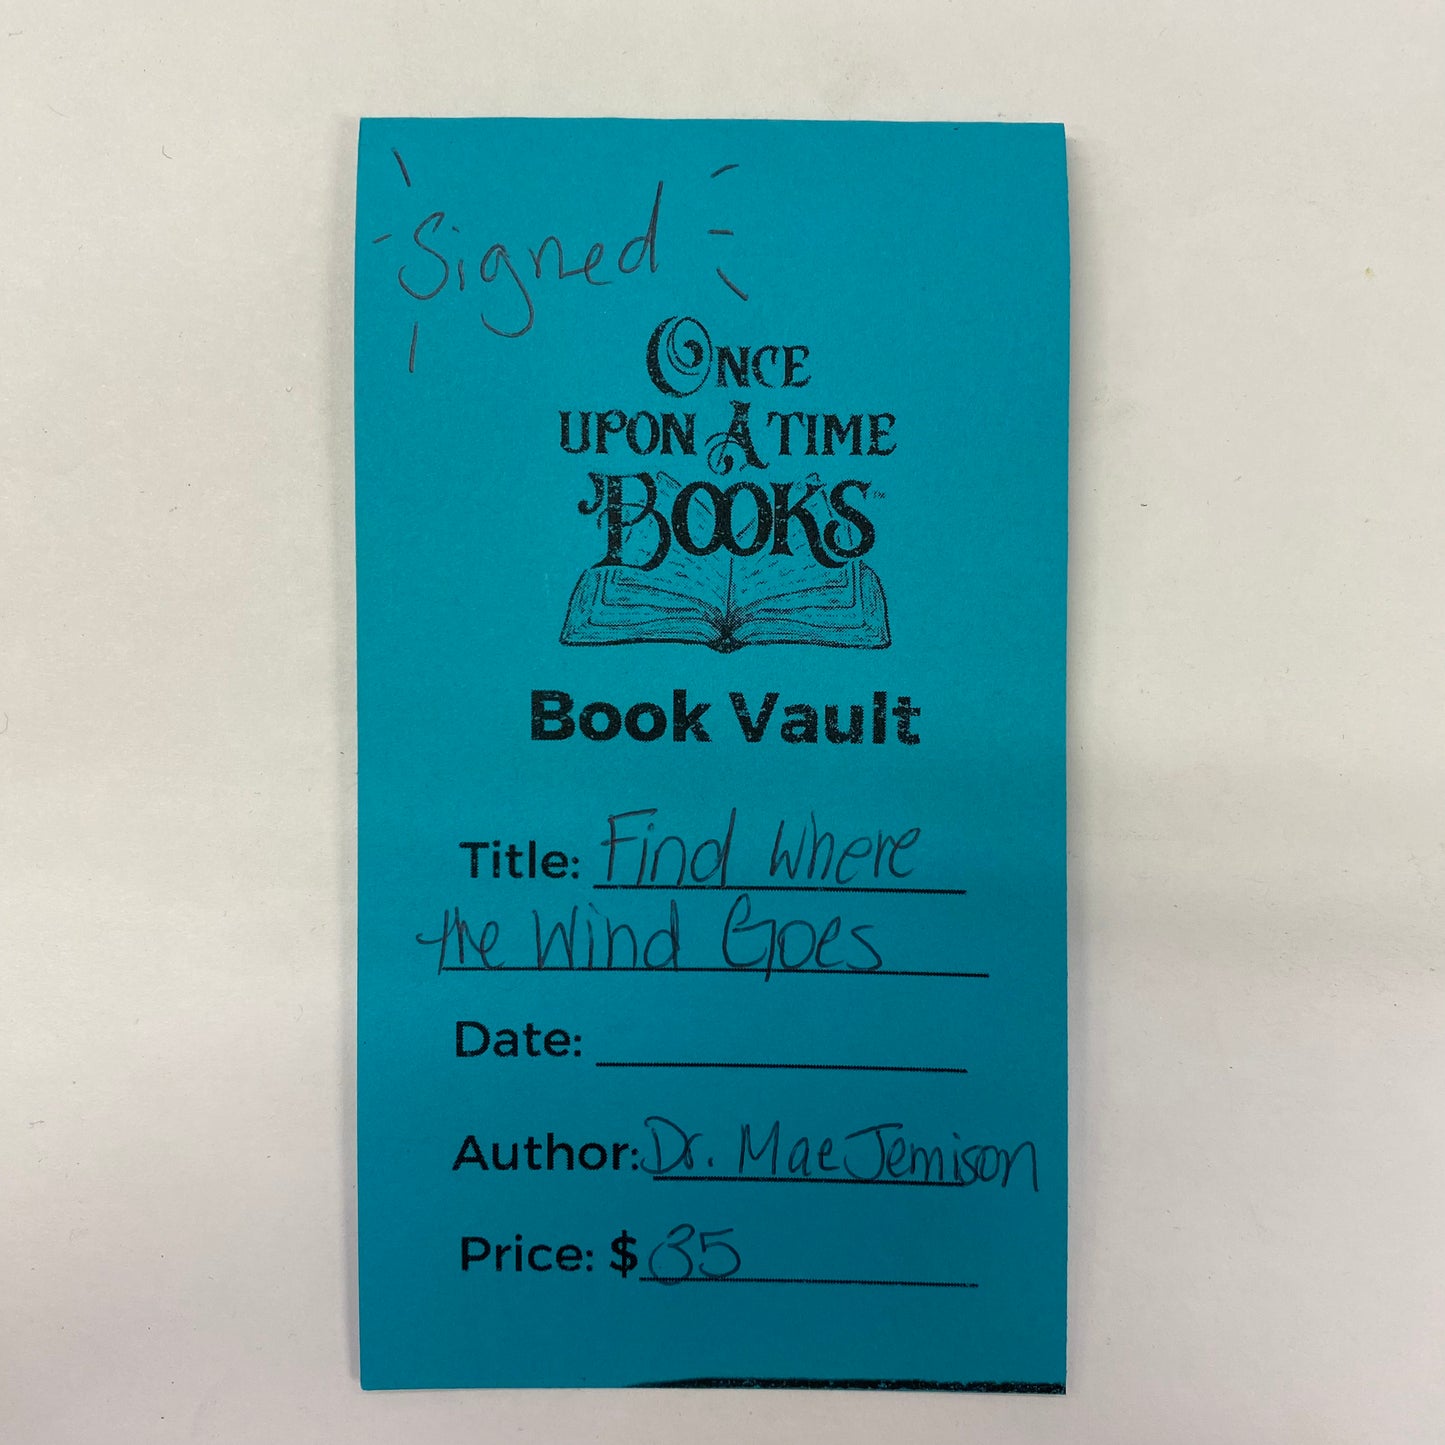 Signed
ONCE
UPON A TIME
BOOKS™
Book Vault
Title: Find Where
the Wind Goes
Date:
Author: Dr. Mae Jemison
Price: $35